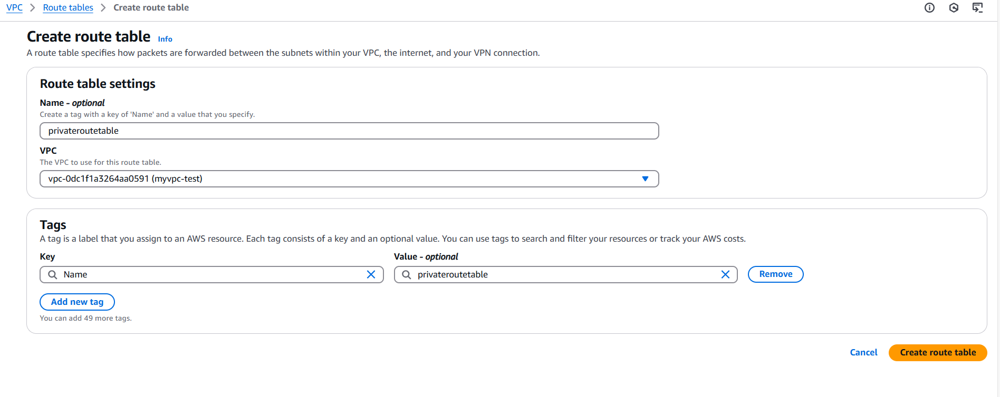 VPC > Route tables > Create route table
Create route table Info
A route table specifies how packets are forwarded between the subnets within your VPC, the internet, and your VPN connection.
Route table settings
Name - optional
Create a tag with a key of 'Name' and a value that you specify.
privateroutetable
VPC
The VPC to use for this route table.
vpc-0dc1f1a3264aa0591 (myvpc-test)
Tags
A tag is a label that you assign to an AWS resource. Each tag consists of a key and an optional value. You can use tags to search and filter your resources or track your AWS costs.
Key Value - optional
Name privateroutetable Remove
Add new tag
You can add 49 more tags.
Cancel Create route table